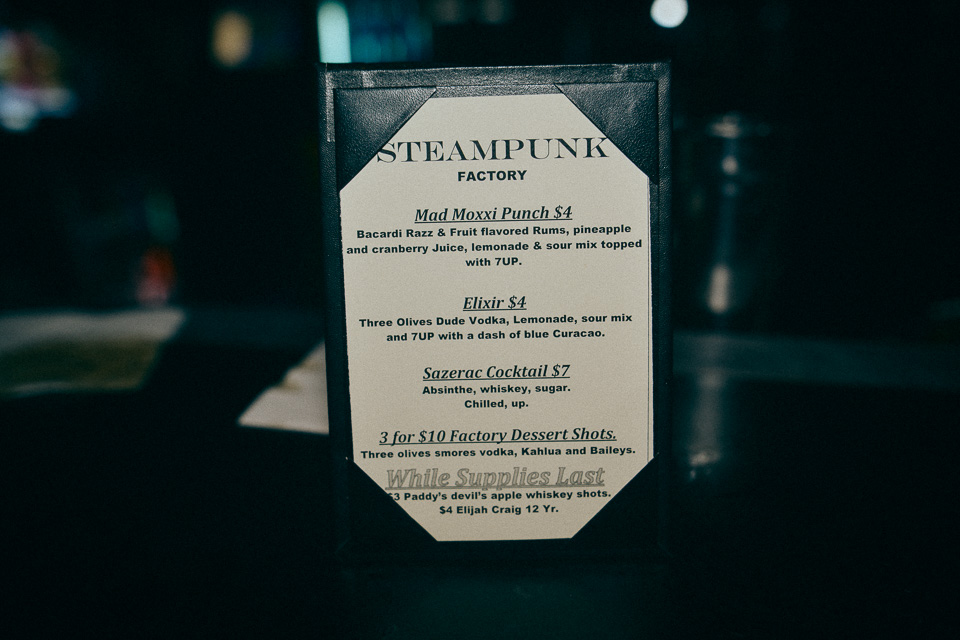 STEAMPUNK
FACTORY
Mad Moxxi Punch $4
Bacardi Razz & Fruit flavored Rums, pineapple
and cranberry Juice, lemonade & sour mix topped
with 7UP.
Elixir $4
Three Olives Dude Vodka, Lemonade, sour mix
and 7UP with a dash of blue Curacao.
Sazerac Cocktail $7
Absinthe, whiskey, sugar.
Chilled, up.
3 for $10 Factory Dessert Shots.
Three olives smores vodka, Kahlua and Baileys.
While Supplies Last
$3 Paddy's devil's apple whiskey shots.
$4 Elijah Craig 12 Yr.